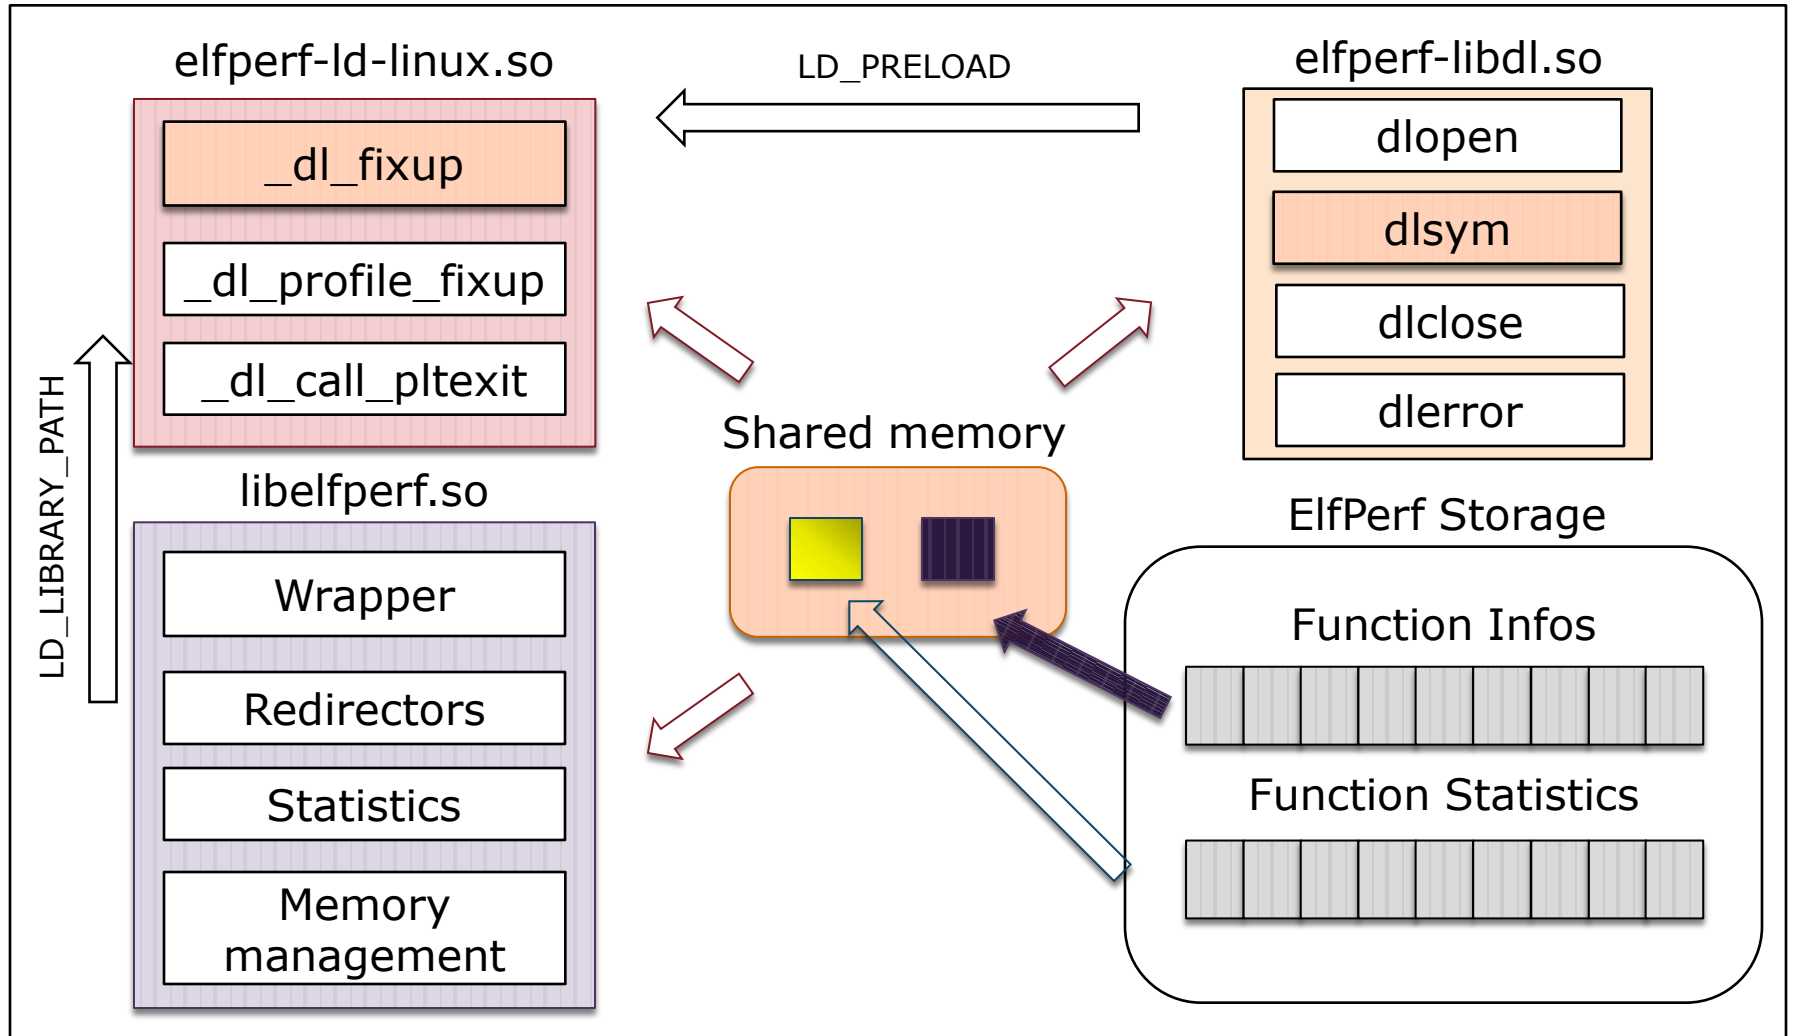 elfperf-ld-linux.so
_dl_fixup
_dl_profile_fixup
_dl_call_pltexit
LD_LIBRARY_PATH
libelfperf.so
Wrapper
Redirectors
Statistics
Memory
management
LD_PRELOAD
Shared memory
elfperf-libdl.so
dlopen
dlsym
dlclose
dlerror
ElfPerf Storage
Function Infos
Function Statistics